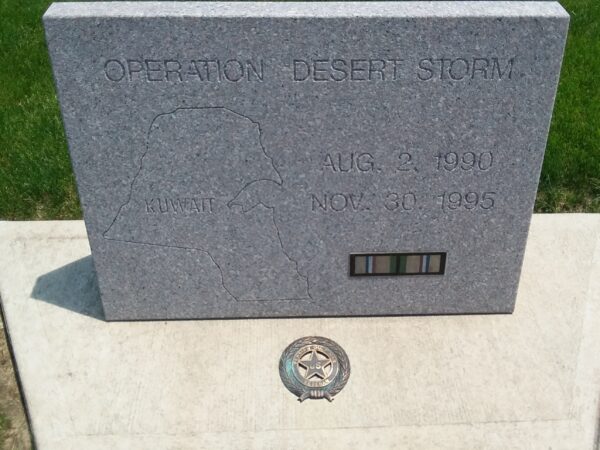 OPERATION DESERT STORM
AUG. 2, 1990
KUWAIT
NOV. 30, 1995